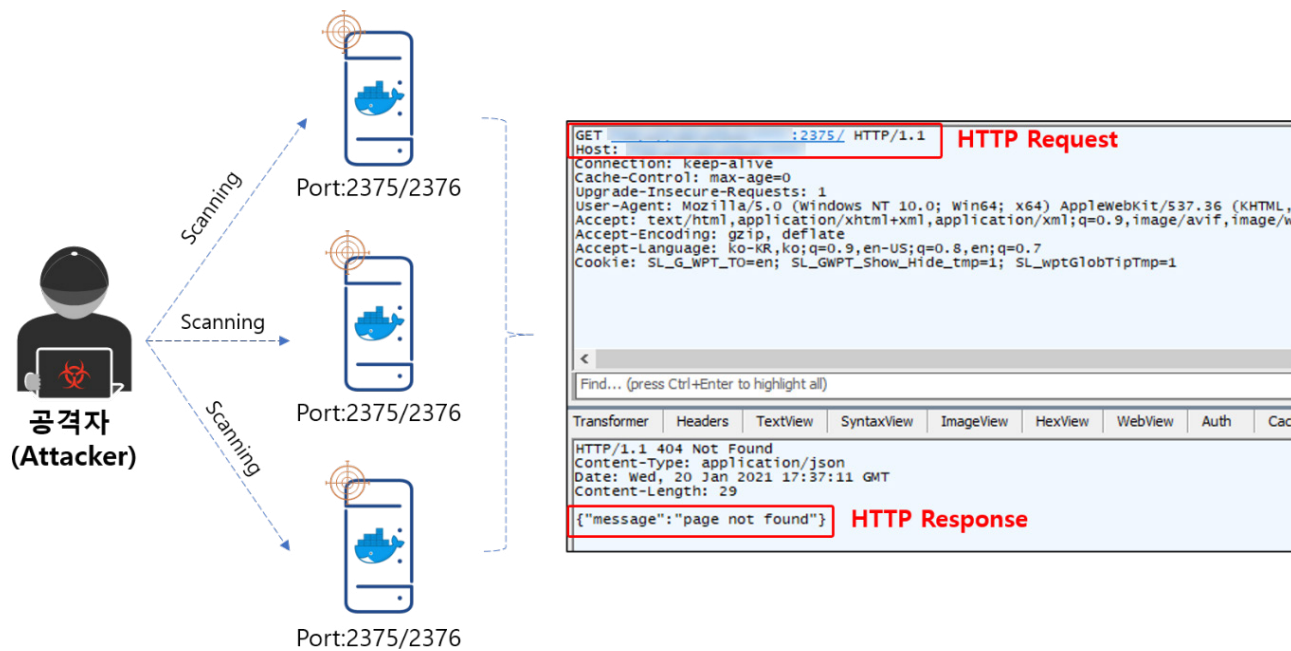 Scanning
Port:2375/2376
Scanning
Port:2375/2376
Scanning
Port:2375/2376
공격자
(Attacker)
GET :2375/ HTTP/1.1
HTTP Request
Host:
Connection: keep-alive
Cache-Control: max-age=0
Upgrade-Insecure-Requests: 1
User-Agent: Mozilla/5.0 (Windows NT 10.0; Win64; x64) AppleWebKit/537.36 (KHTML,
Accept: text/html,application/xhtml+xml,application/xml;q=0.9,image/avif,image/w
Accept-Encoding: gzip, deflate
Accept-Language: ko-KR,ko;q=0.9,en-US;q=0.8,en;q=0.7
Cookie: SL_G_WPT_TO=en; SL_GWPT_Show_Hide_tmp=1; SL_wptGlobTipTmp=1
Find... (press Ctrl+Enter to highlight all)
Transformer Headers TextView SyntaxView ImageView HexView WebView Auth Cac
HTTP/1.1 404 Not Found
Content-Type: application/json
Date: Wed, 20 Jan 2021 17:37:11 GMT
Content-Length: 29
{"message":"page not found"}
HTTP Response